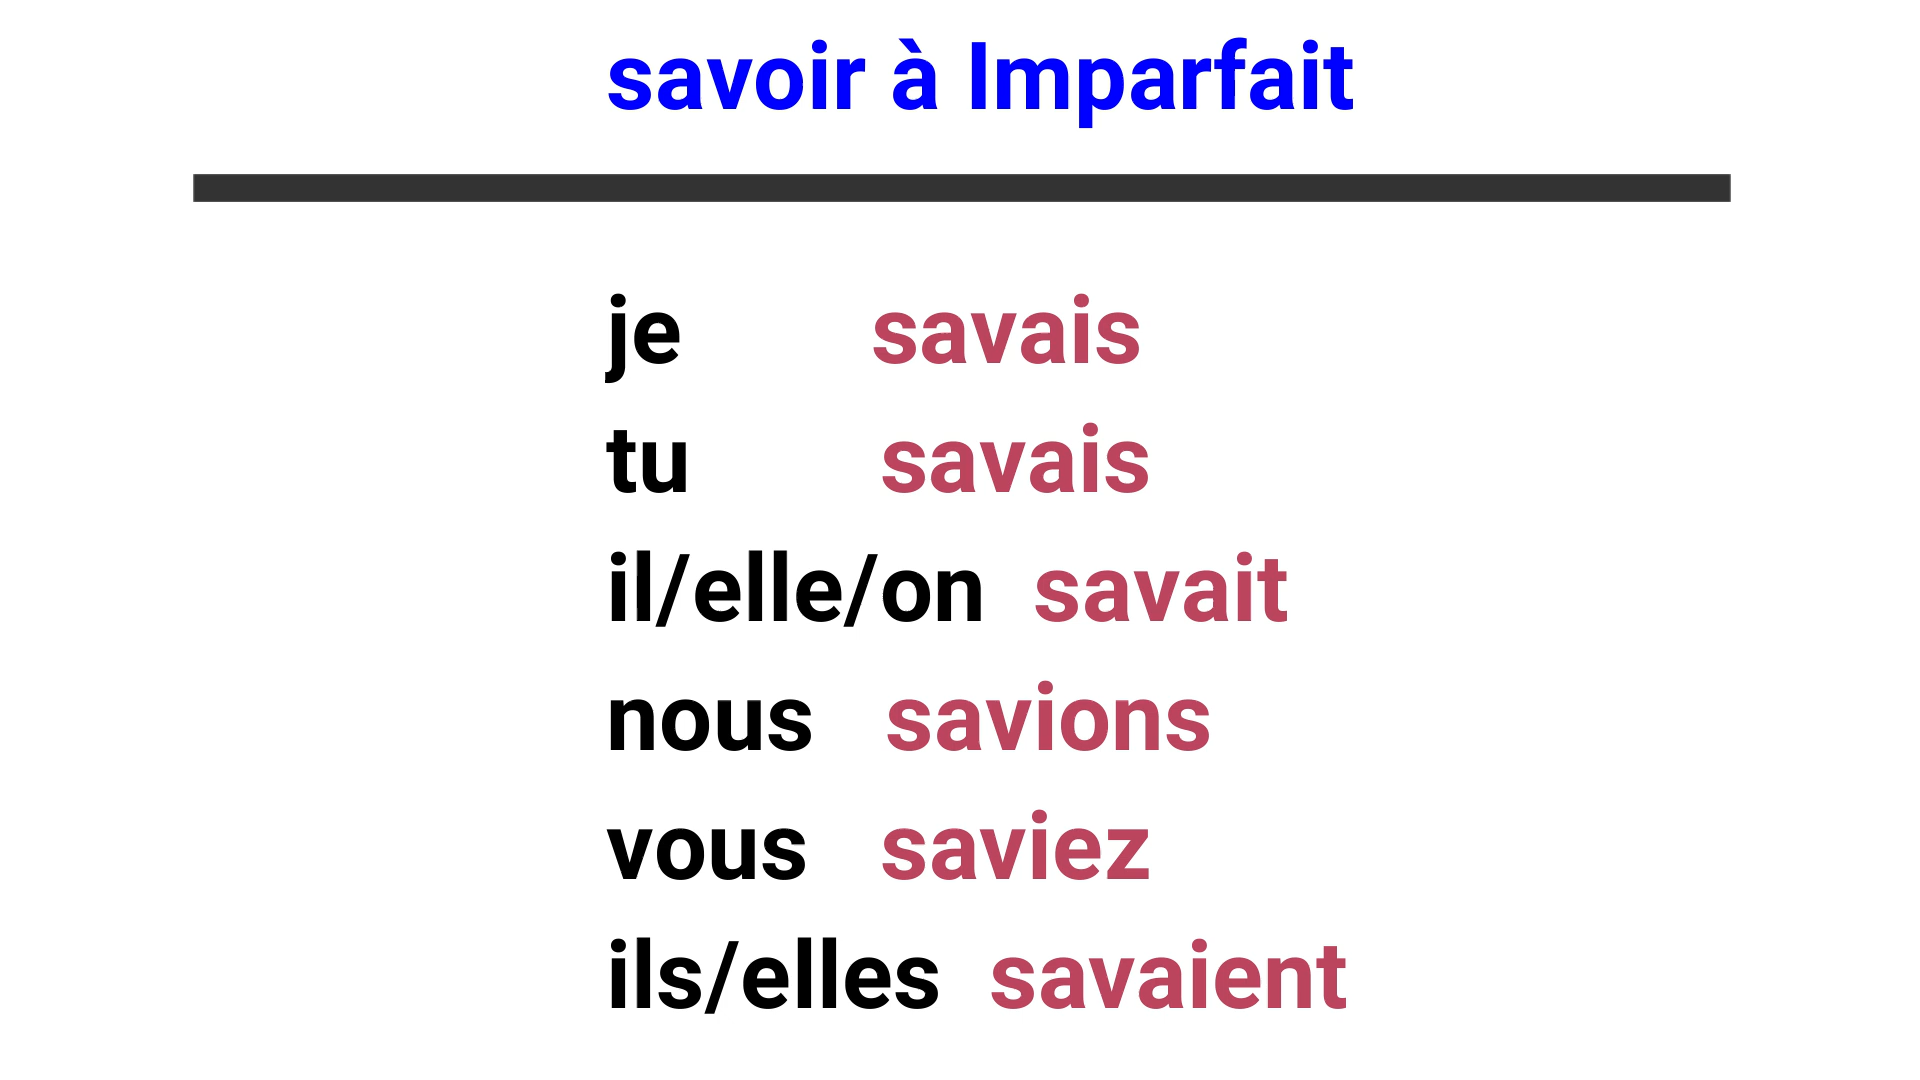 savoir à Imparfait
je savais
tu savais
il/elle/on savait
nous savions
vous saviez
ils/elles savaient